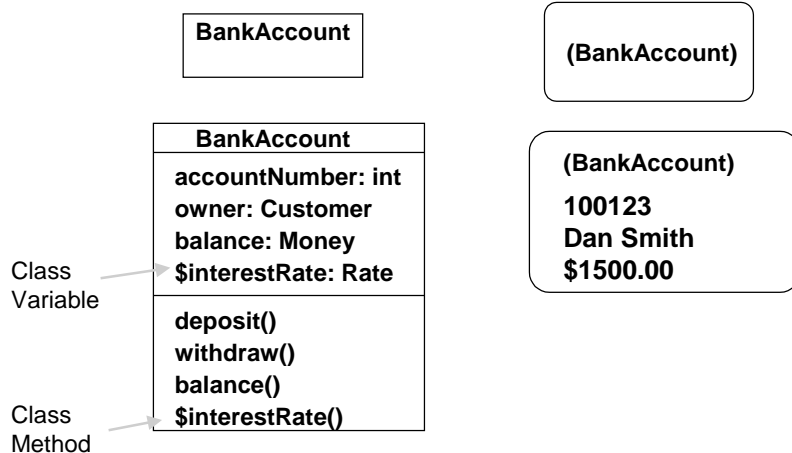 BankAccount
(BankAccount)
BankAccount
accountNumber: int
owner: Customer
balance: Money
$interestRate: Rate
deposit()
withdraw()
balance()
$interestRate()
Class
Variable
Class
Method
(BankAccount)
100123
Dan Smith
$1500.00